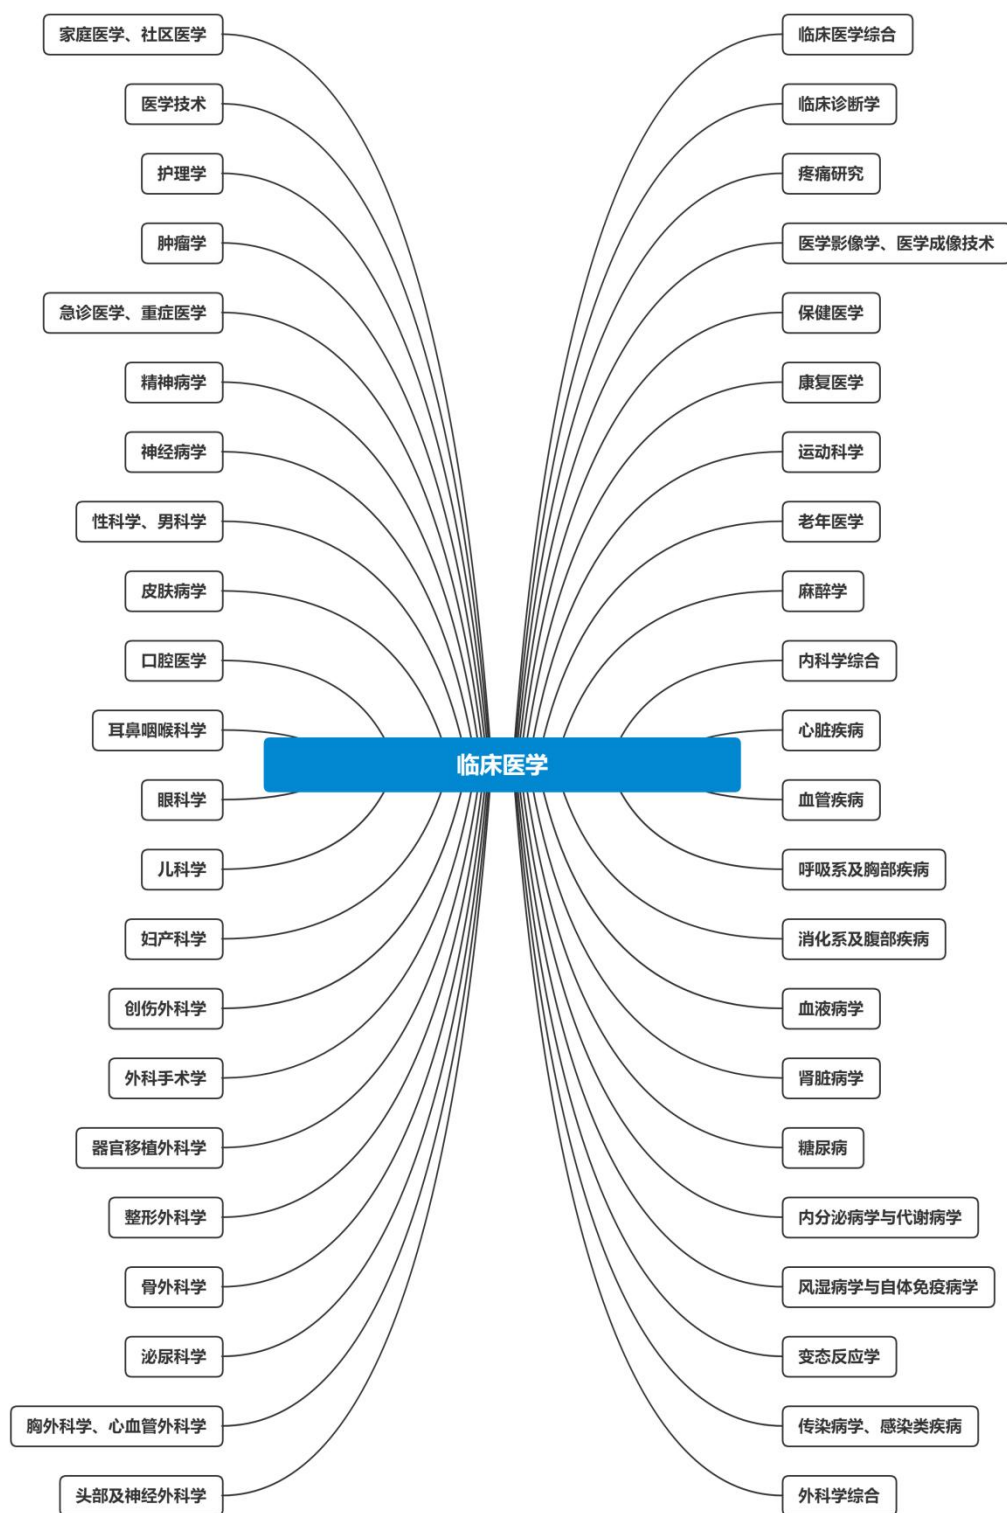 家庭医学、社区医学
医学技术
护理学
肿瘤学
急诊医学、重症医学
精神病学
神经病学
性科学、男科学
皮肤病学
口腔医学
耳鼻咽喉科学
眼科学
儿科学
妇产科学
创伤外科学
外科手术学
器官移植外科学
整形外科学
骨外科学
泌尿科学
胸外科学、心血管外科学
头部及神经外科学
临床医学
临床医学综合
临床诊断学
疼痛研究
医学影像学、医学成像技术
保健医学
康复医学
运动科学
老年医学
麻醉学
内科学综合
心脏疾病
血管疾病
呼吸系及胸部疾病
消化系及腹部疾病
血液病学
肾脏病学
糖尿病
内分泌病学与代谢病学
风湿病学与自体免疫病学
变态反应学
传染病学、感染类疾病
外科学综合